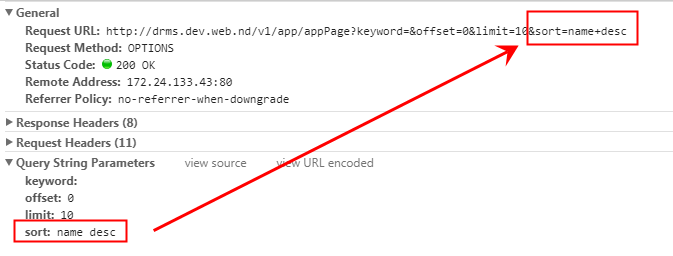 General
Request URL: http://drms.dev.web.nd/v1/app/appPage?keyword=&offset=0&limit=10&sort=name+desc
Request Method: OPTIONS
Status Code: 200 OK
Remote Address: 172.24.133.43:80
Referrer Policy: no-referrer-when-downgrade
Response Headers (8)
Request Headers (11)
Query String Parameters view source view URL encoded
keyword:
offset: 0
limit: 10
sort: name desc